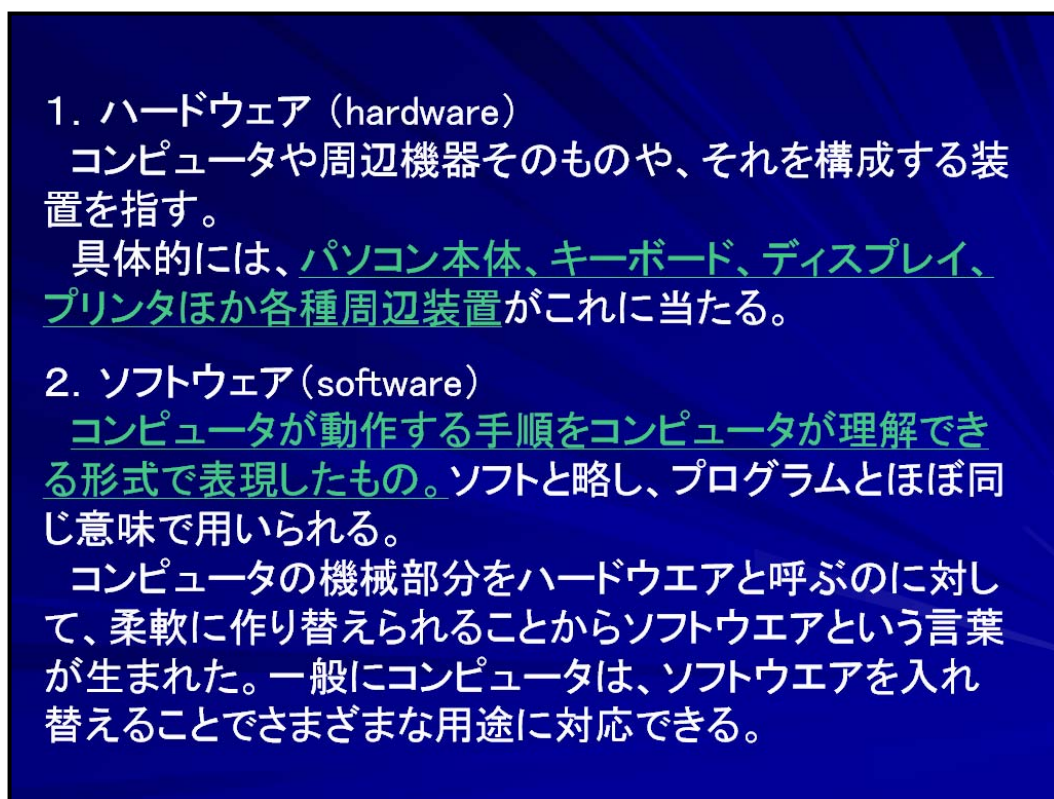 １．ハードウェア（hardware）
　コンピュータや周辺機器そのものや、それを構成する装
置を指す。
　具体的には、パソコン本体、キーボード、ディスプレイ、
プリンタほか各種周辺装置がこれに当たる。
２．ソフトウェア（software）
　コンピュータが動作する手順をコンピュータが理解でき
る形式で表現したもの。ソフトと略し、プログラムとほぼ同
じ意味で用いられる。
　コンピュータの機械部分をハードウエアと呼ぶのに対し
て、柔軟に作り替えられることからソフトウエアという言葉
が生まれた。一般にコンピュータは、ソフトウエアを入れ
替えることでさまざまな用途に対応できる。